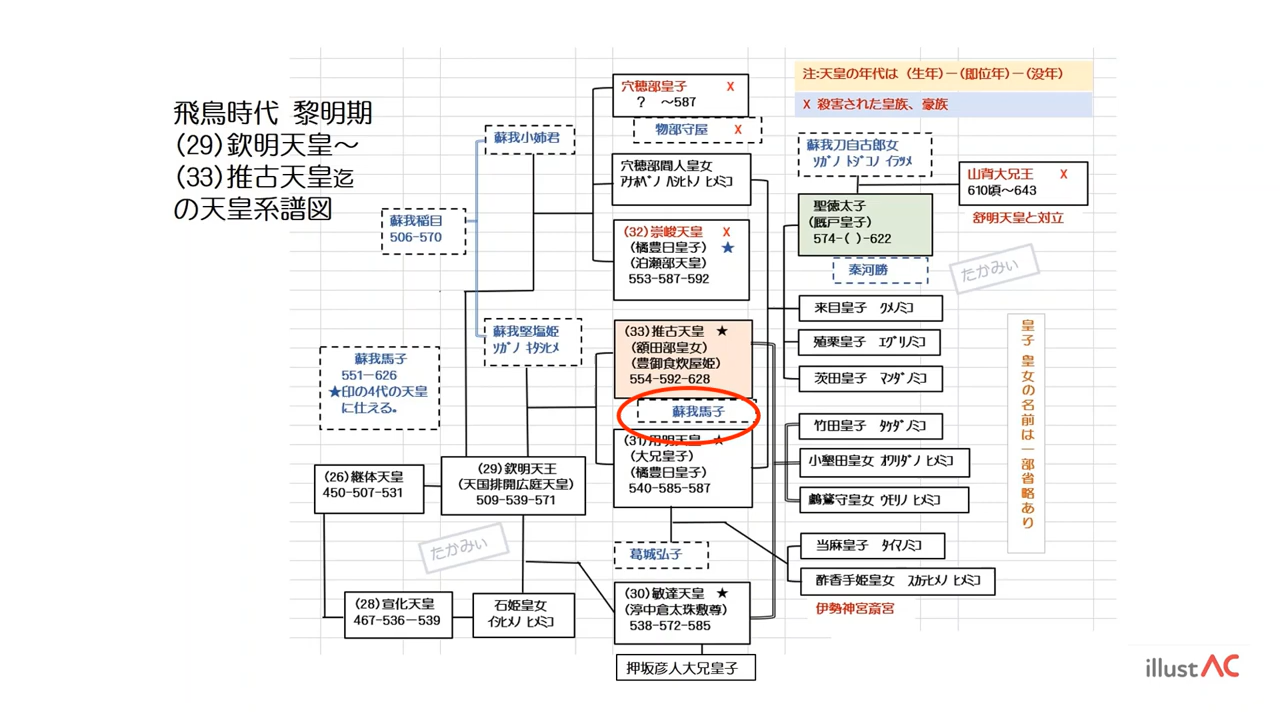 飛鳥時代 黎明期
(29)欽明天皇～
(33)推古天皇迄
の天皇系譜図
注:天皇の年代は (生年)－(即位年)－(没年)
X 殺害された皇族、豪族
穴穂部皇子 X
? ～587
物部守屋 X
蘇我小姉君
穴穂部間人皇女
ｱﾅﾎﾍﾞﾉ ﾊｼﾋﾄﾉ ﾋﾒﾐｺ
蘇我刀自古郎女
ｿｶﾞﾉ ﾄｼﾞｺﾉ ｲﾗﾂﾒ
山背大兄王 X
610頃～643
舒明天皇と対立
聖徳太子
(厩戸皇子)
574-( )-622
秦河勝
蘇我稲目
506-570
(32)崇峻天皇 X
(橘豊日皇子) ★
(泊瀬部天皇)
553-587-592
たかみい
来目皇子 ｸﾒﾉﾐｺ
殖栗皇子 ｴｸﾞﾘﾉﾐｺ
茨田皇子 ﾏﾂﾀﾞﾉﾐｺ
蘇我堅塩姫
ｿｶﾞﾉ ｷﾀｼﾋﾒ
(33)推古天皇 ★
(額田部皇女)
(豊御食炊屋姫)
554-592-628
蘇我馬子
551－626
★印の4代の天皇
に仕える。
蘇我馬子
(31)用明天皇 ★
(大兄皇子)
(橘豊日皇子)
540-585-587
竹田皇子 ﾀｹﾀﾞﾉﾐｺ
小墾田皇女 ｵﾜﾘﾀﾞﾉ ﾋﾒﾐｺ
鸕鶿守皇女 ｳﾓﾘﾉ ﾋﾒﾐｺ
皇子 皇女の名前は一部省略あり
(26)継体天皇
450-507-531
(29)欽明天王
(天国排開広庭天皇)
509-539-571
たかみい
葛城弘子
当麻皇子 ﾀｲﾏﾉﾐｺ
酢香手姫皇女 ｽｶﾃﾋﾒﾉ ﾋﾒﾐｺ
伊勢神宮斎宮
(28)宣化天皇
467-536－539
石姫皇女
ｲｼﾋﾒﾉ ﾋﾒﾐｺ
(30)敏達天皇 ★
(渟中倉太珠敷尊)
538-572-585
押坂彦人大兄皇子
illustAC